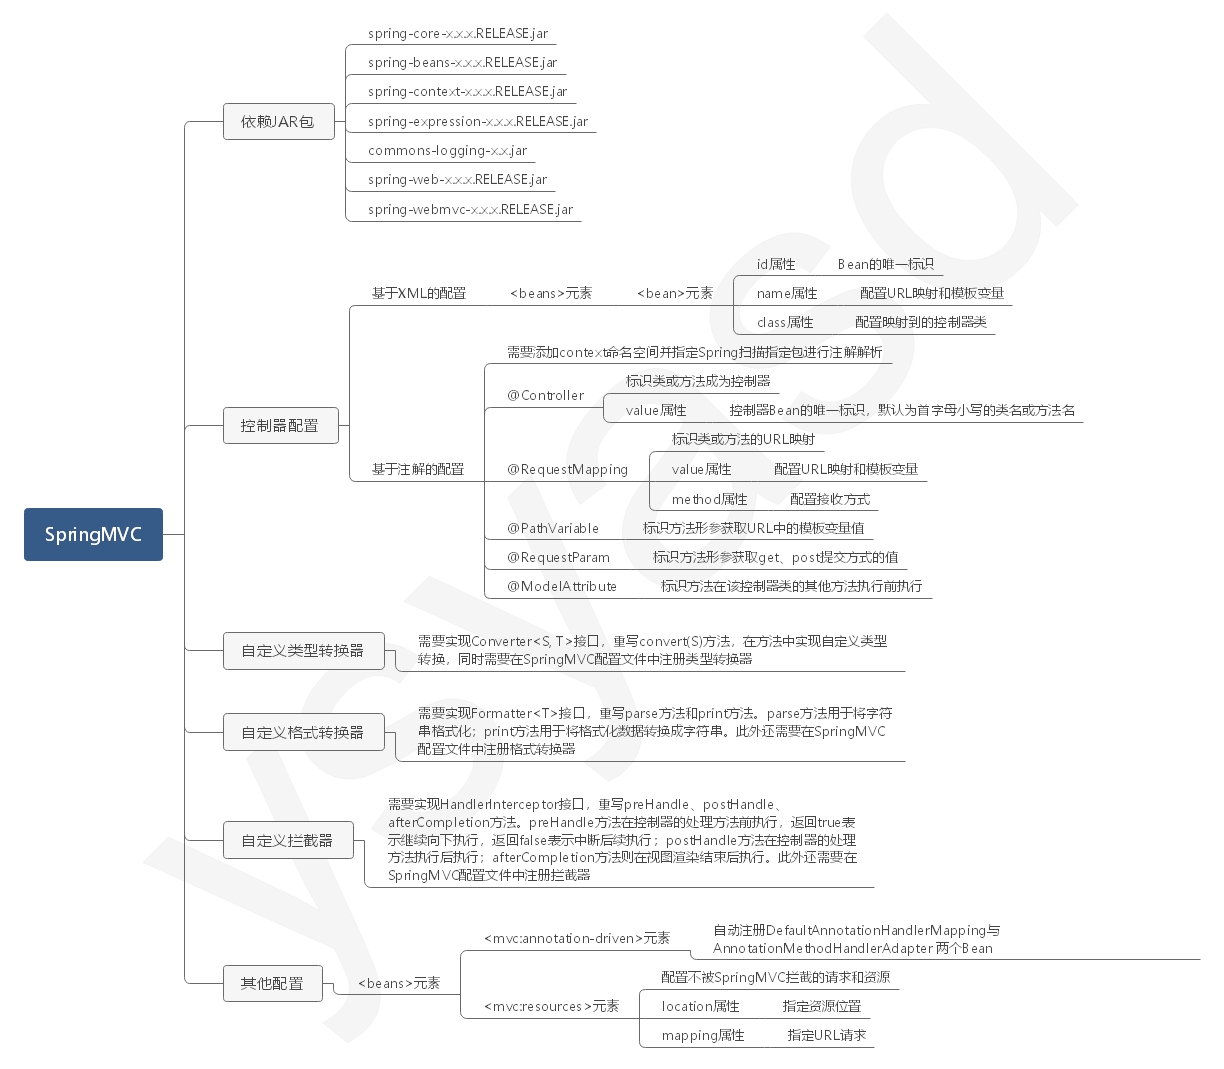 SpringMVC
依赖JAR包
spring-core-x.x.x.RELEASE.jar
spring-beans-x.x.x.RELEASE.jar
spring-context-x.x.x.RELEASE.jar
spring-expression-x.x.x.RELEASE.jar
commons-logging-x.x.jar
spring-web-x.x.x.RELEASE.jar
spring-webmvc-x.x.x.RELEASE.jar
控制器配置
基于XML的配置
<beans>元素
<bean>元素
id属性
Bean的唯一标识
name属性
配置URL映射和模板变量
class属性
配置映射到的控制器类
基于注解的配置
需要添加context命名空间并指定Spring扫描指定包进行注解解析
@Controller
标识类或方法成为控制器
value属性
控制器Bean的唯一标识，默认为首字母小写的类名或方法名
@RequestMapping
标识类或方法的URL映射
value属性
配置URL映射和模板变量
method属性
配置接收方式
@PathVariable
标识方法形参获取URL中的模板变量值
@RequestParam
标识方法形参获取get、post提交方式的值
@ModelAttribute
标识方法在该控制器类的其他方法执行前执行
自定义类型转换器
需要实现Converter<S, T>接口，重写convert(S)方法，在方法中实现自定义类型
转换，同时需要在SpringMVC配置文件中注册类型转换器
自定义格式转换器
需要实现Formatter<T>接口，重写parse方法和print方法。parse方法用于将字符
串格式化；print方法用于将格式化数据转换成字符串。此外还需要在SpringMVC
配置文件中注册格式转换器
自定义拦截器
需要实现HandlerInterceptor接口，重写preHandle、postHandle、
afterCompletion方法。preHandle方法在控制器的处理方法前执行，返回true表
示继续向下执行，返回false表示中断后续执行；postHandle方法在控制器的处理
方法执行后执行；afterCompletion方法则在视图渲染结束后执行。此外还需要在
SpringMVC配置文件中注册拦截器
其他配置
<beans>元素
<mvc:annotation-driven>元素
自动注册DefaultAnnotationHandlerMapping与
AnnotationMethodHandlerAdapter 两个Bean
<mvc:resources>元素
配置不被SpringMVC拦截的请求和资源
location属性
指定资源位置
mapping属性
指定URL请求
ysyasd